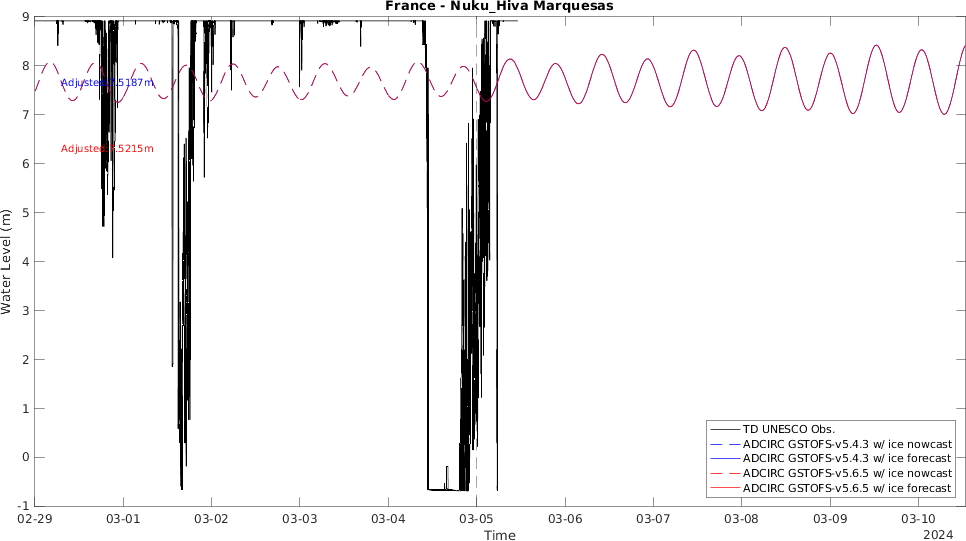 France - Nuku_Hiva Marquesas
9
8
7
6
5
4
3
2
1
0
-1
Water Level (m)
Adjusted 7.5187m
Adjusted 7.5215m
TD UNESCO Obs.
ADCIRC GSTOFS-v5.4.3 w/ ice nowcast
ADCIRC GSTOFS-v5.4.3 w/ ice forecast
ADCIRC GSTOFS-v5.6.5 w/ ice nowcast
ADCIRC GSTOFS-v5.6.5 w/ ice forecast
02-29 03-01 03-02 03-03 03-04 03-05 03-06 03-07 03-08 03-09 03-10
Time
2024